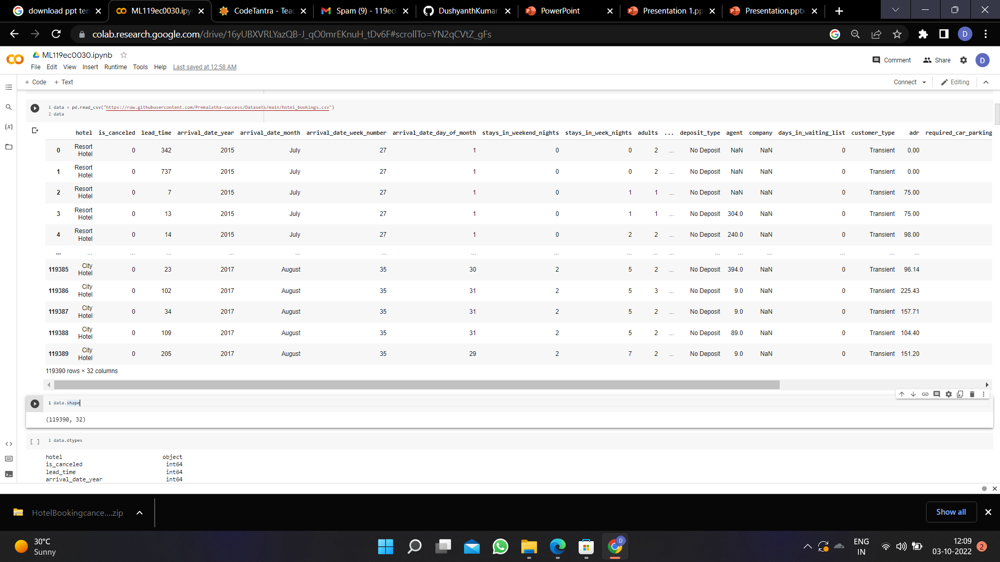 download ppt ten
ML119ec0030.ipy
CodeTantra - Teac
Spam (9) - 119ec0
DushyanthKumar
PowerPoint
Presentation 1.pp
Presentation.pptx
colab.research.google.com/drive/16yUBXVRLYazQB-J_qO0mrEKnuH_tDv6F#scrollTo=YN2qCVtZ_gFs
D
ML119ec0030.ipynb
File Edit View Insert Runtime Tools Help Last saved at 12:58 AM
Comment Share D
+ Code + Text
Connect Editing
1 data = pd.read_csv("https://raw.githubusercontent.com/Premalatha-success/Datasets/main/hotel_bookings.csv")
2 data
hotel is_canceled lead_time arrival_date_year arrival_date_month arrival_date_week_number arrival_date_day_of_month stays_in_weekend_nights stays_in_week_nights adults ... deposit_type agent company days_in_waiting_list customer_type adr required_car_parking
0 Resort Hotel 0 342 2015 July 27 1 0 0 2 ... No Deposit NaN NaN 0 Transient 0.00
1 Resort Hotel 0 737 2015 July 27 1 0 0 2 ... No Deposit NaN NaN 0 Transient 0.00
2 Resort Hotel 0 7 2015 July 27 1 0 1 1 ... No Deposit NaN NaN 0 Transient 75.00
3 Resort Hotel 0 13 2015 July 27 1 0 1 1 ... No Deposit 304.0 NaN 0 Transient 75.00
4 Resort Hotel 0 14 2015 July 27 1 0 2 2 ... No Deposit 240.0 NaN 0 Transient 98.00
... ... ... ... ... ... ... ... ... ... ... ... ... ... ... ... ... ...
119385 City Hotel 0 23 2017 August 35 30 2 5 2 ... No Deposit 394.0 NaN 0 Transient 96.14
119386 City Hotel 0 102 2017 August 35 31 2 5 3 ... No Deposit 9.0 NaN 0 Transient 225.43
119387 City Hotel 0 34 2017 August 35 31 2 5 2 ... No Deposit 9.0 NaN 0 Transient 157.71
119388 City Hotel 0 109 2017 August 35 31 2 5 2 ... No Deposit 89.0 NaN 0 Transient 104.40
119389 City Hotel 0 205 2017 August 35 29 2 7 2 ... No Deposit 9.0 NaN 0 Transient 151.20
119390 rows × 32 columns
1 data.shape
(119390, 32)
[ ] 1 data.dtypes
hotel object
is_canceled int64
lead_time int64
arrival_date_year int64
HotelBookingcance....zip
Show all
30°C
Sunny
D
ENG
IN
12:09
03-10-2022
2